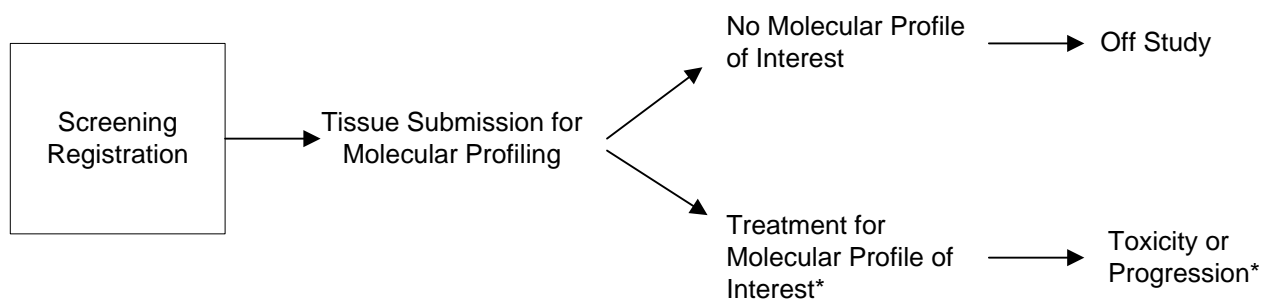 Screening
Registration
Tissue Submission for
Molecular Profiling
No Molecular Profile
of Interest
Off Study
Treatment for
Molecular Profile of
Interest*
Toxicity or
Progression*